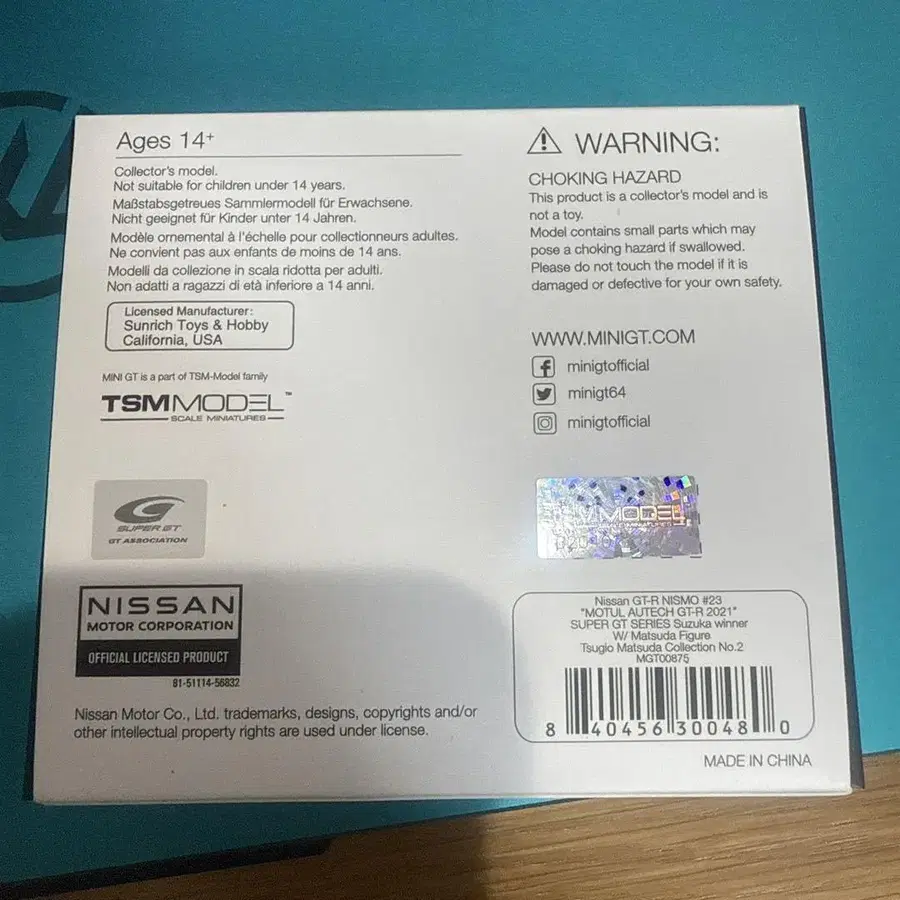 Ages 14+
Collector's model.
Not suitable for children under 14 years.
Maßstabsgetreues Sammlermodell für Erwachsene.
Nicht geeignet für Kinder unter 14 Jahren.
Modèle ornemental à l'échelle pour collectionneurs adultes.
Ne convient pas aux enfants de moins de 14 ans.
Modelli da collezione in scala ridotta per adulti.
Non adatti a ragazzi di età inferiore a 14 anni.
Licensed Manufacturer:
Sunrich Toys & Hobby
California, USA
MINI GT is a part of TSM-Model family
TSMMODEL™
SCALE MINIATURES
SUPER GT
GT ASSOCIATION
NISSAN
MOTOR CORPORATION
OFFICIAL LICENSED PRODUCT
81-51114-56832
Nissan Motor Co., Ltd. trademarks, designs, copyrights and/or
other intellectual property rights are used under license.
WARNING:
CHOKING HAZARD
This product is a collector's model and is
not a toy.
Model contains small parts which may
pose a choking hazard if swallowed.
Please do not touch the model if it is
damaged or defective for your own safety.
WWW.MINIGT.COM
minigtofficial
minigt64
minigtofficial
MODEL
Nissan GT-R NISMO #23
"MOTUL AUTECH GT-R 2021"
SUPER GT SERIES Suzuka winner
W/ Matsuda Figure
Tsugio Matsuda Collection No.2
MGT00875
8 40456 30048 0
MADE IN CHINA